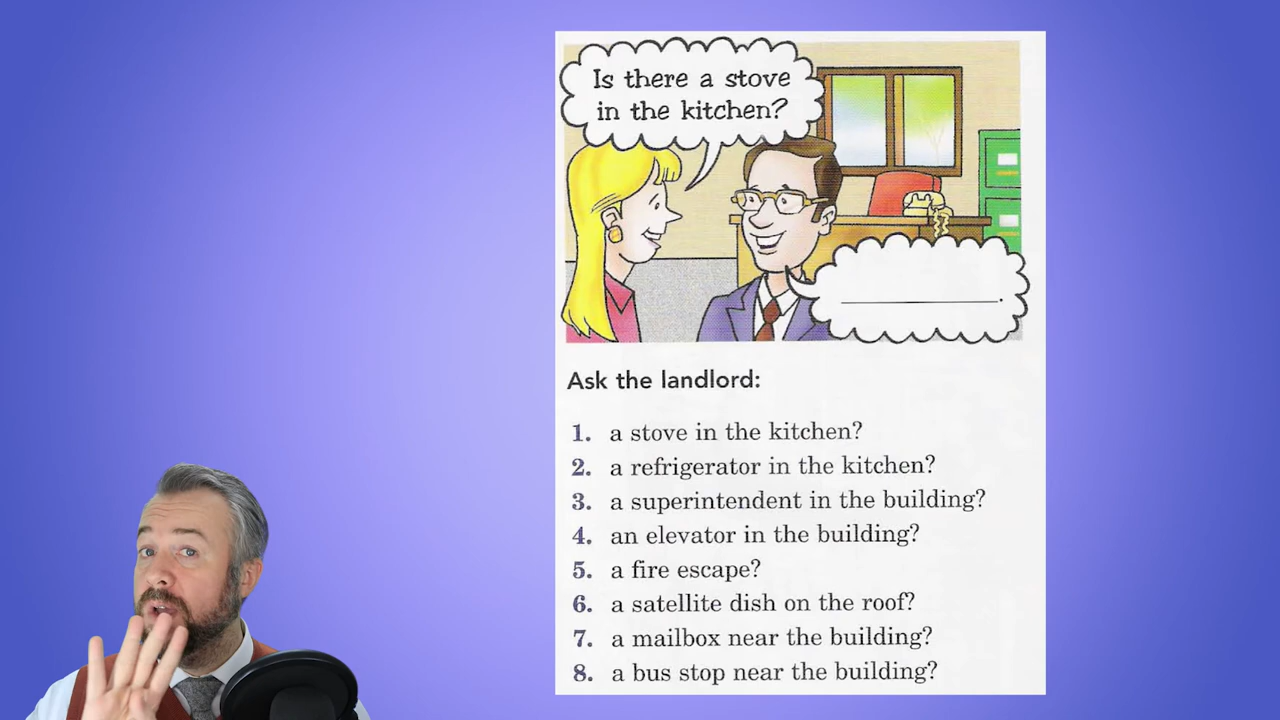 Is there a stove
in the kitchen?
Ask the landlord:
1. a stove in the kitchen?
2. a refrigerator in the kitchen?
3. a superintendent in the building?
4. an elevator in the building?
5. a fire escape?
6. a satellite dish on the roof?
7. a mailbox near the building?
8. a bus stop near the building?